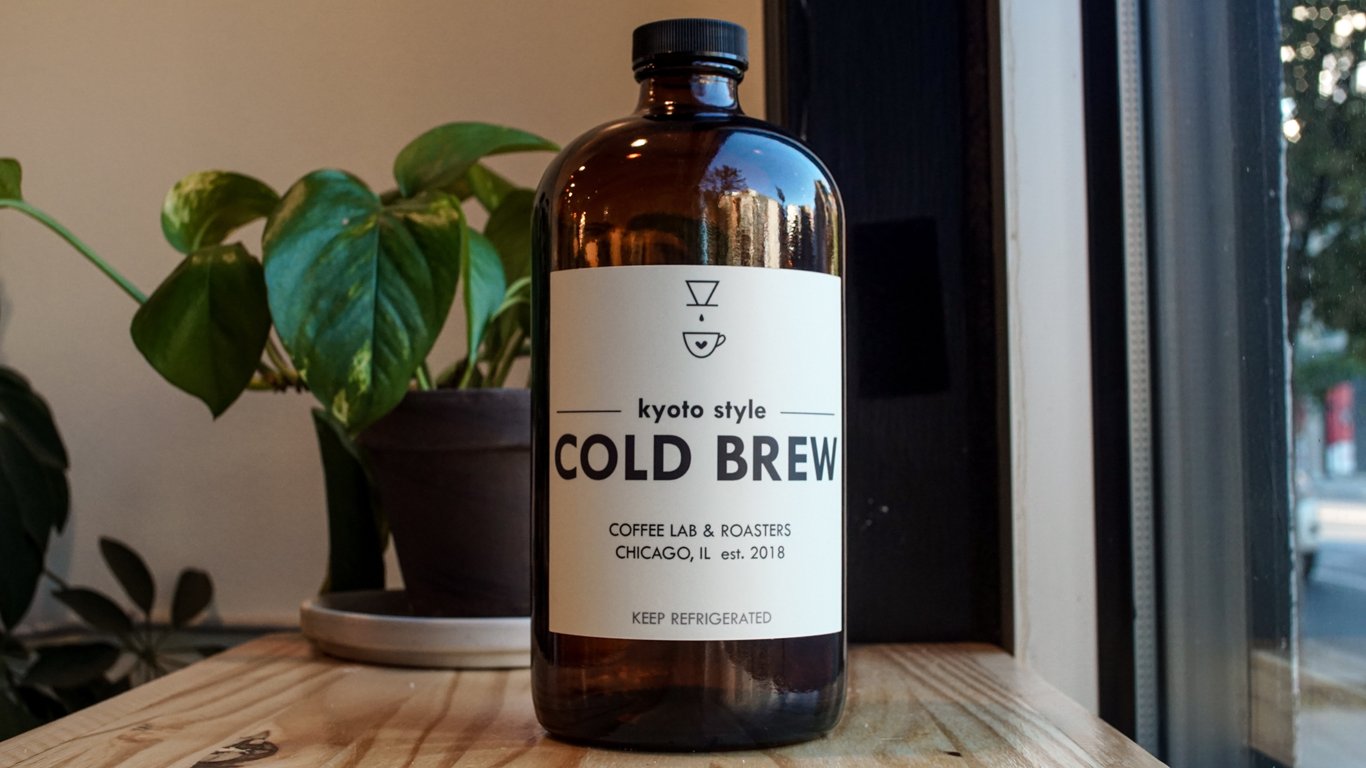 kyoto style
COLD BREW
COFFEE LAB & ROASTERS
CHICAGO, IL est. 2018
KEEP REFRIGERATED